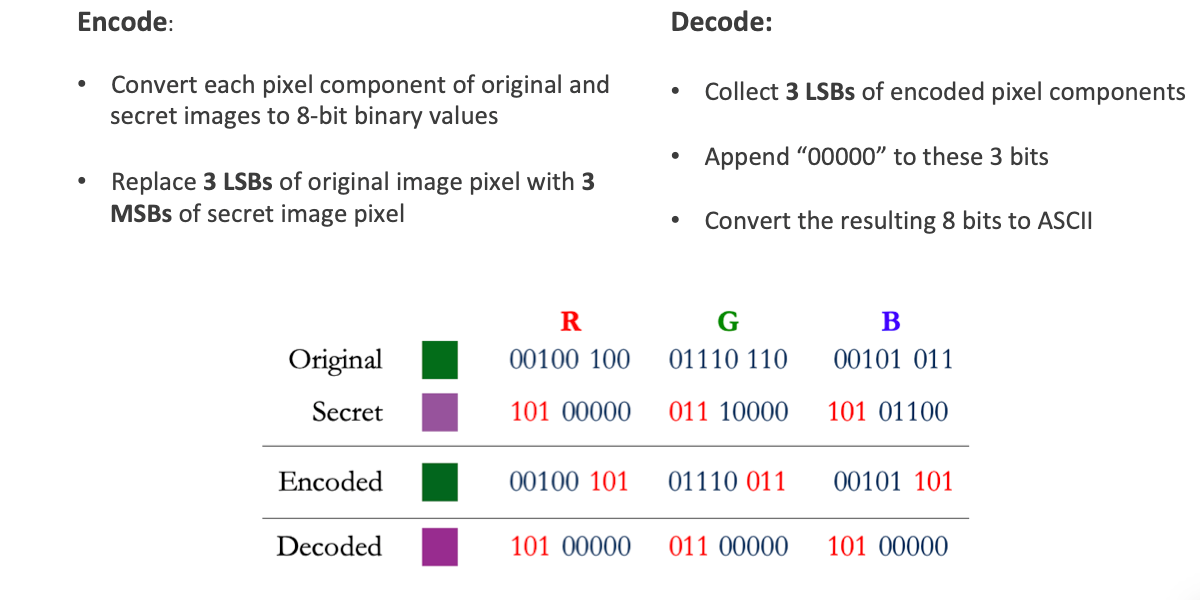 Encode:
• Convert each pixel component of original and
secret images to 8-bit binary values
• Replace 3 LSBs of original image pixel with 3
MSBs of secret image pixel
Decode:
• Collect 3 LSBs of encoded pixel components
• Append “00000” to these 3 bits
• Convert the resulting 8 bits to ASCII
R G B
Original 00100 100 01110 110 00101 011
Secret 101 00000 011 10000 101 01100
Encoded 00100 101 01110 011 00101 101
Decoded 101 00000 011 00000 101 00000